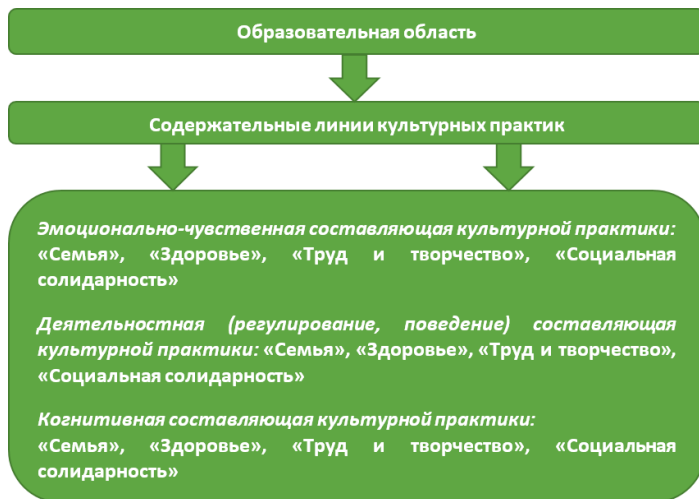 Образовательная область
Содержательные линии культурных практик
Эмоционально-чувственная составляющая культурной практики:
«Семья», «Здоровье», «Труд и творчество», «Социальная
солидарность»
Деятельностная (регулирование, поведение) составляющая
культурной практики: «Семья», «Здоровье», «Труд и творчество»,
«Социальная солидарность»
Когнитивная составляющая культурной практики:
«Семья», «Здоровье», «Труд и творчество», «Социальная
солидарность»